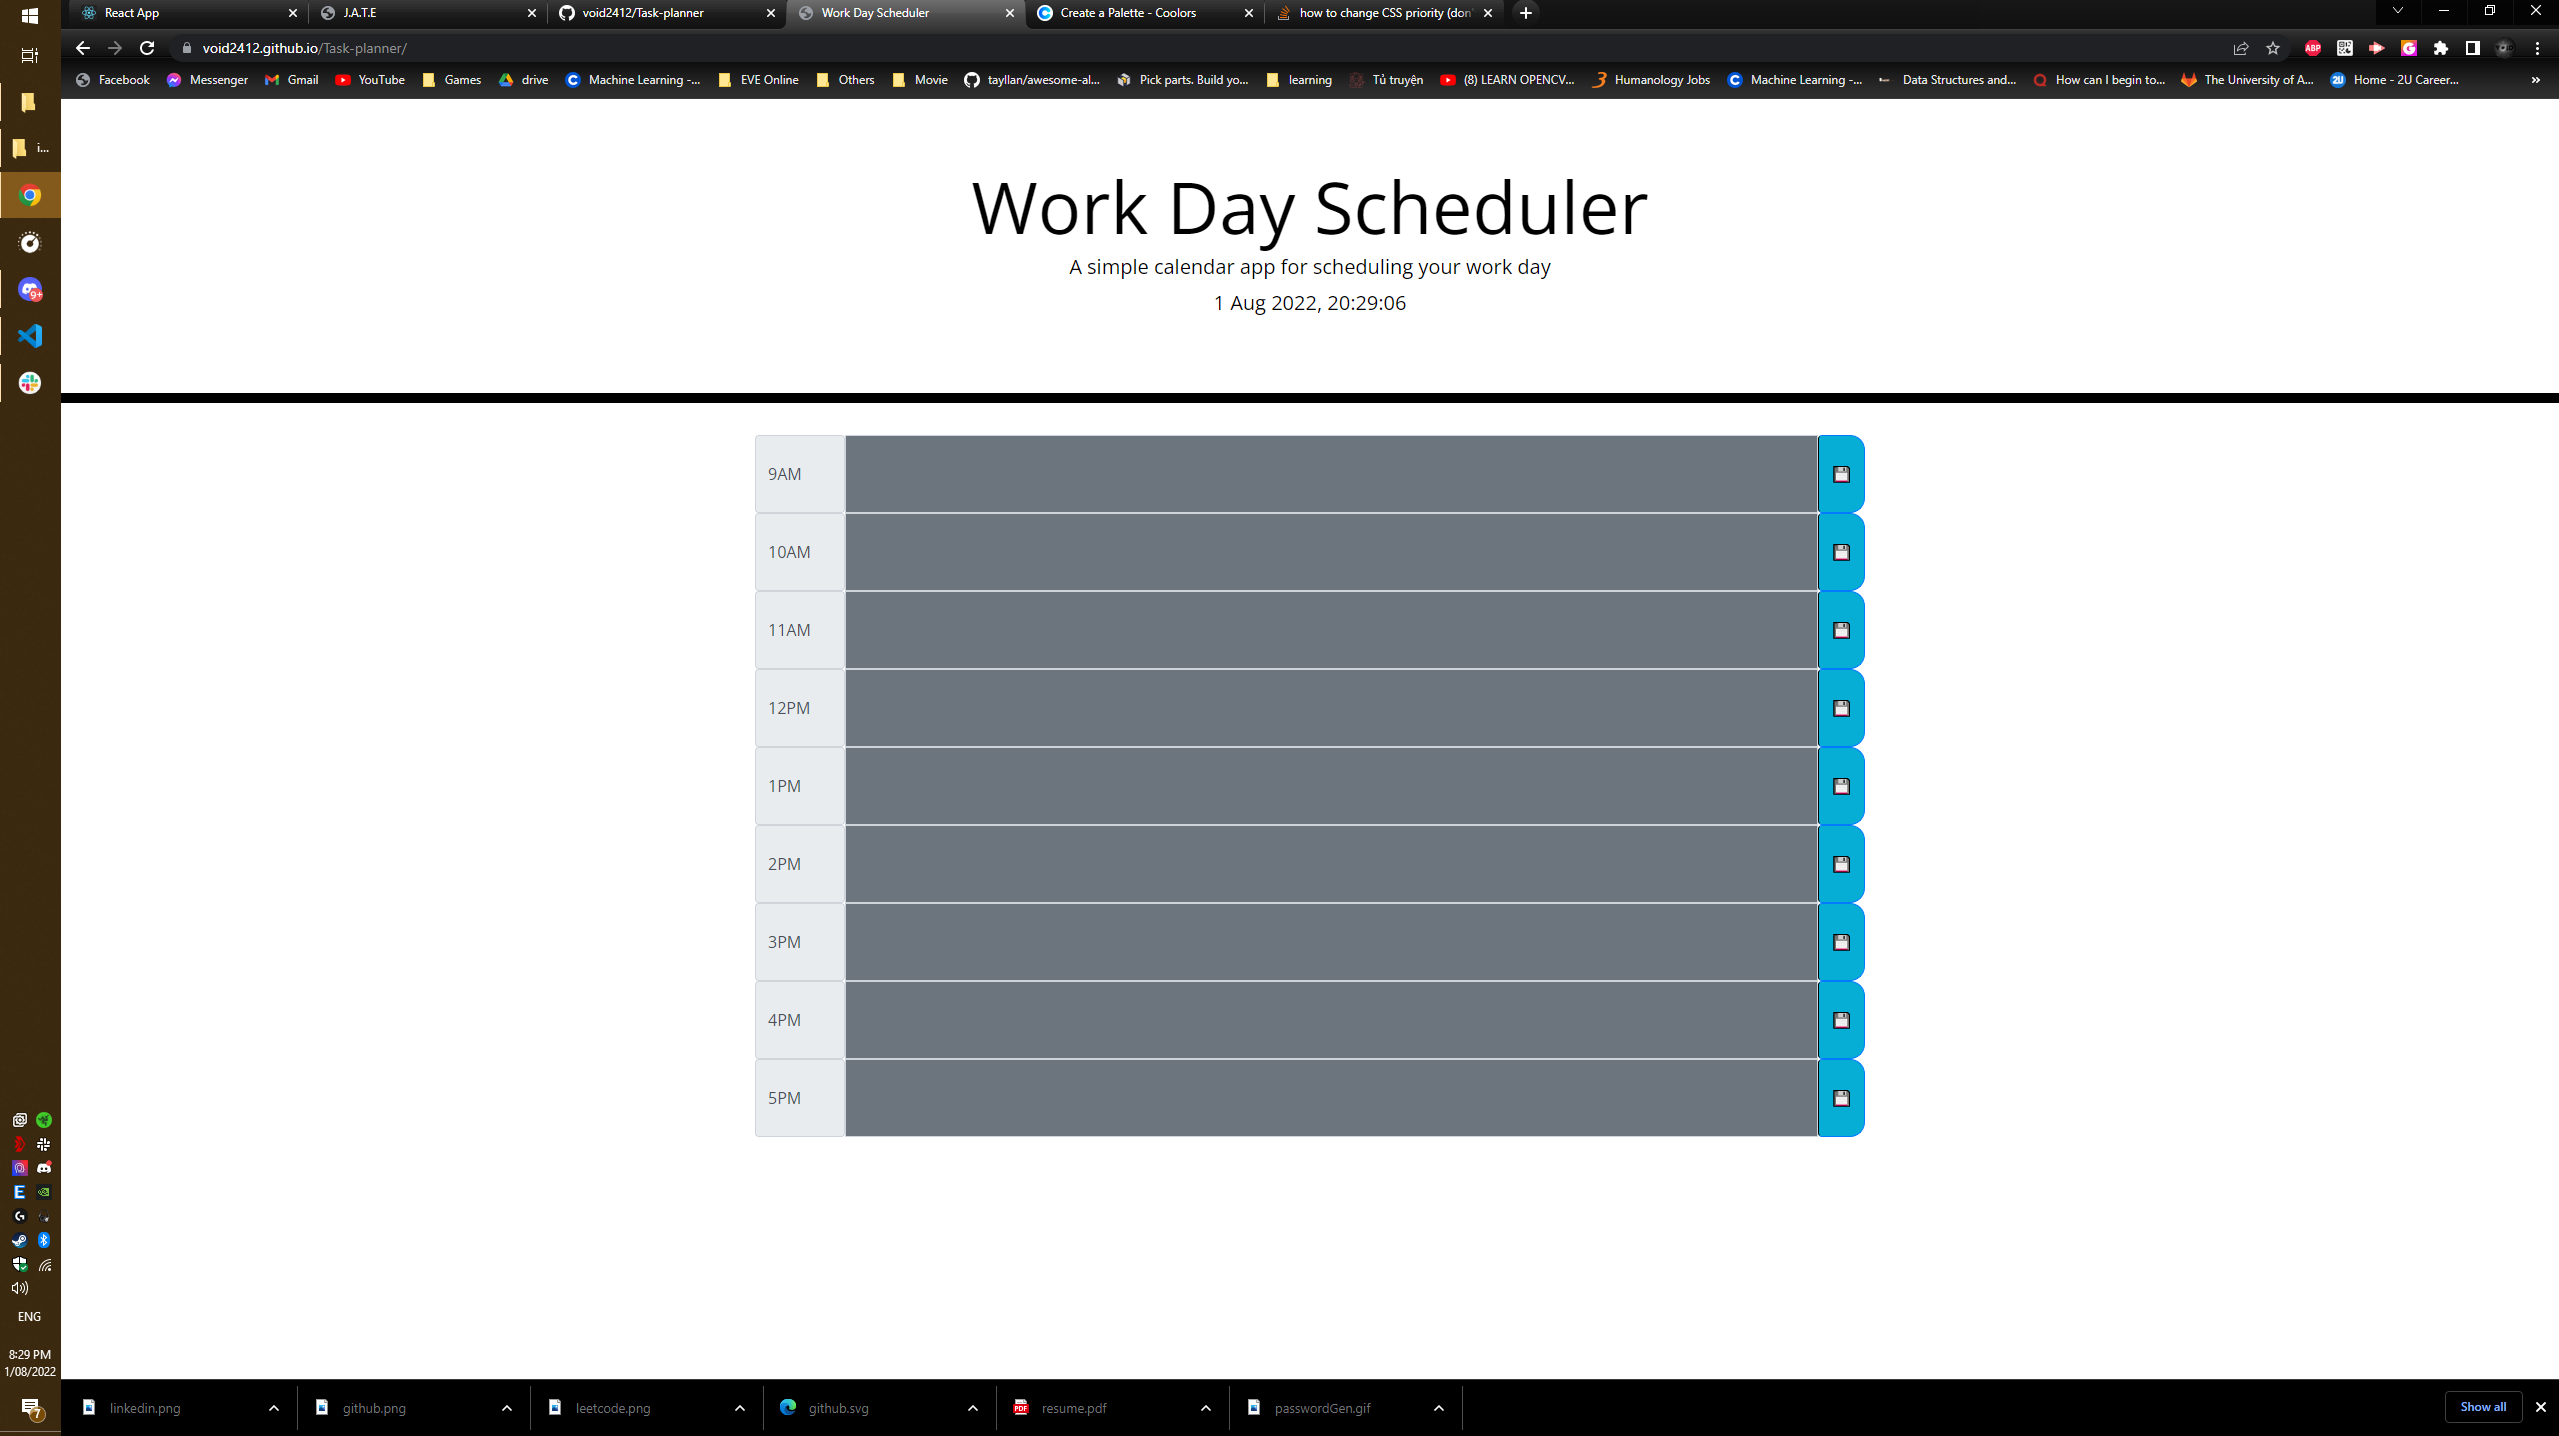 React App
J.A.T.E
void2412/Task-planner
Work Day Scheduler
Create a Palette - Coolors
how to change CSS priority (don'
void2412.github.io/Task-planner/
ABP
Facebook
Messenger
Gmail
YouTube
Games
drive
Machine Learning -...
EVE Online
Others
Movie
tayllan/awesome-al...
Pick parts. Build yo...
learning
Tủ truyện
(8) LEARN OPENCV...
Humanology Jobs
Machine Learning -...
Data Structures and...
How can I begin to...
The University of A...
Home - 2U Career...
»
i...
9+
Work Day Scheduler
A simple calendar app for scheduling your work day
1 Aug 2022, 20:29:06
9AM
10AM
11AM
12PM
1PM
2PM
3PM
4PM
5PM
ENG
8:29 PM
1/08/2022
7
linkedin.png
github.png
leetcode.png
github.svg
resume.pdf
passwordGen.gif
Show all